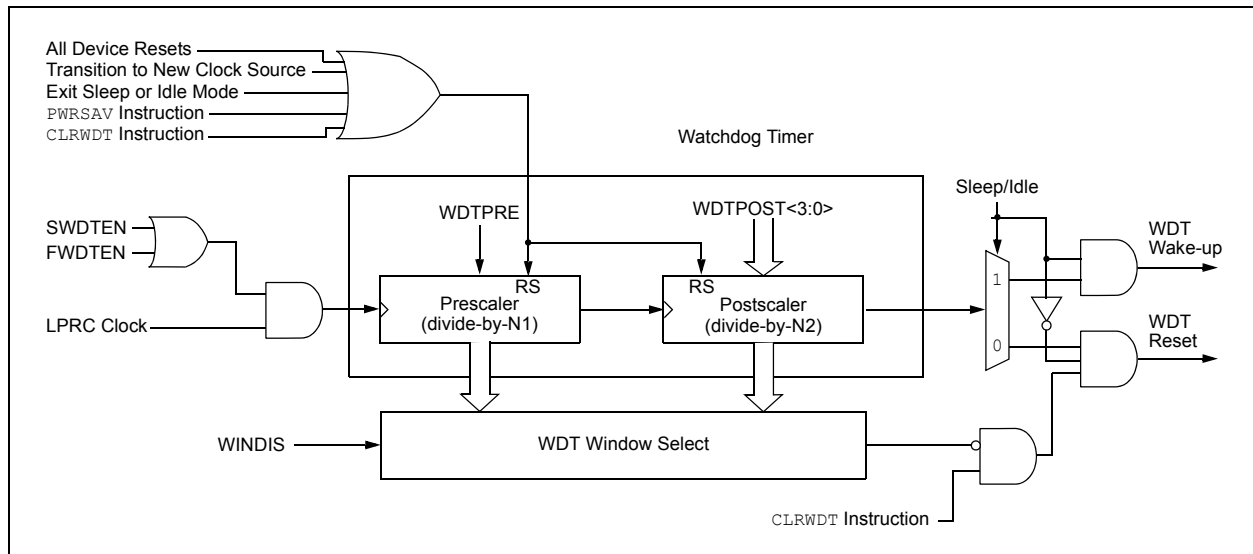 All Device Resets
Transition to New Clock Source
Exit Sleep or Idle Mode
PWRSAV Instruction
CLRWDT Instruction
Watchdog Timer
Sleep/Idle
SWDTEN
FWDTEN
WDTPRE
WDTPOST<3:0>
WDT
Wake-up
RS
Prescaler
(divide-by-N1)
RS
Postscaler
(divide-by-N2)
1
0
LPRC Clock
WDT
Reset
WINDIS
WDT Window Select
CLRWDT Instruction